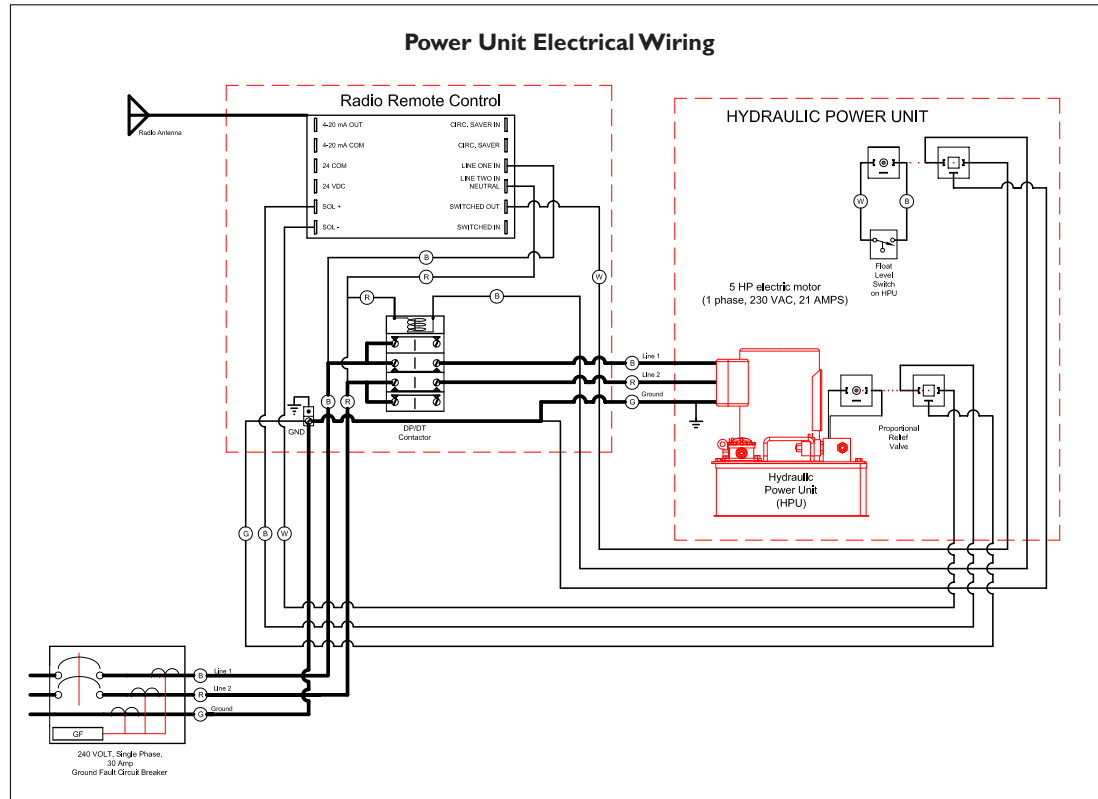 Power Unit Electrical Wiring
Radio Remote Control
Radio Antenna
4-20 mA OUT
4-20 mA COM
24 COM
24 VDC
SOL +
SOL -
CIRC. SAVER IN
CIRC. SAVER
LINE ONE IN
LINE TWO IN
NEUTRAL
SWITCHED OUT
SWITCHED IN
B
R
R
B
W
B
R
GND
DP/DT
Contactor
HYDRAULIC POWER UNIT
W
B
Float
Level
Switch
on HPU
5 HP electric motor
(1 phase, 230 VAC, 21 AMPS)
B
Line 1
R
Line 2
G
Ground
Proportional
Relief
Valve
Hydraulic
Power Unit
(HPU)
G
B
W
B
Line 1
R
Line 2
G
Ground
GF
240 VOLT, Single Phase,
30 Amp
Ground Fault Circuit Breaker